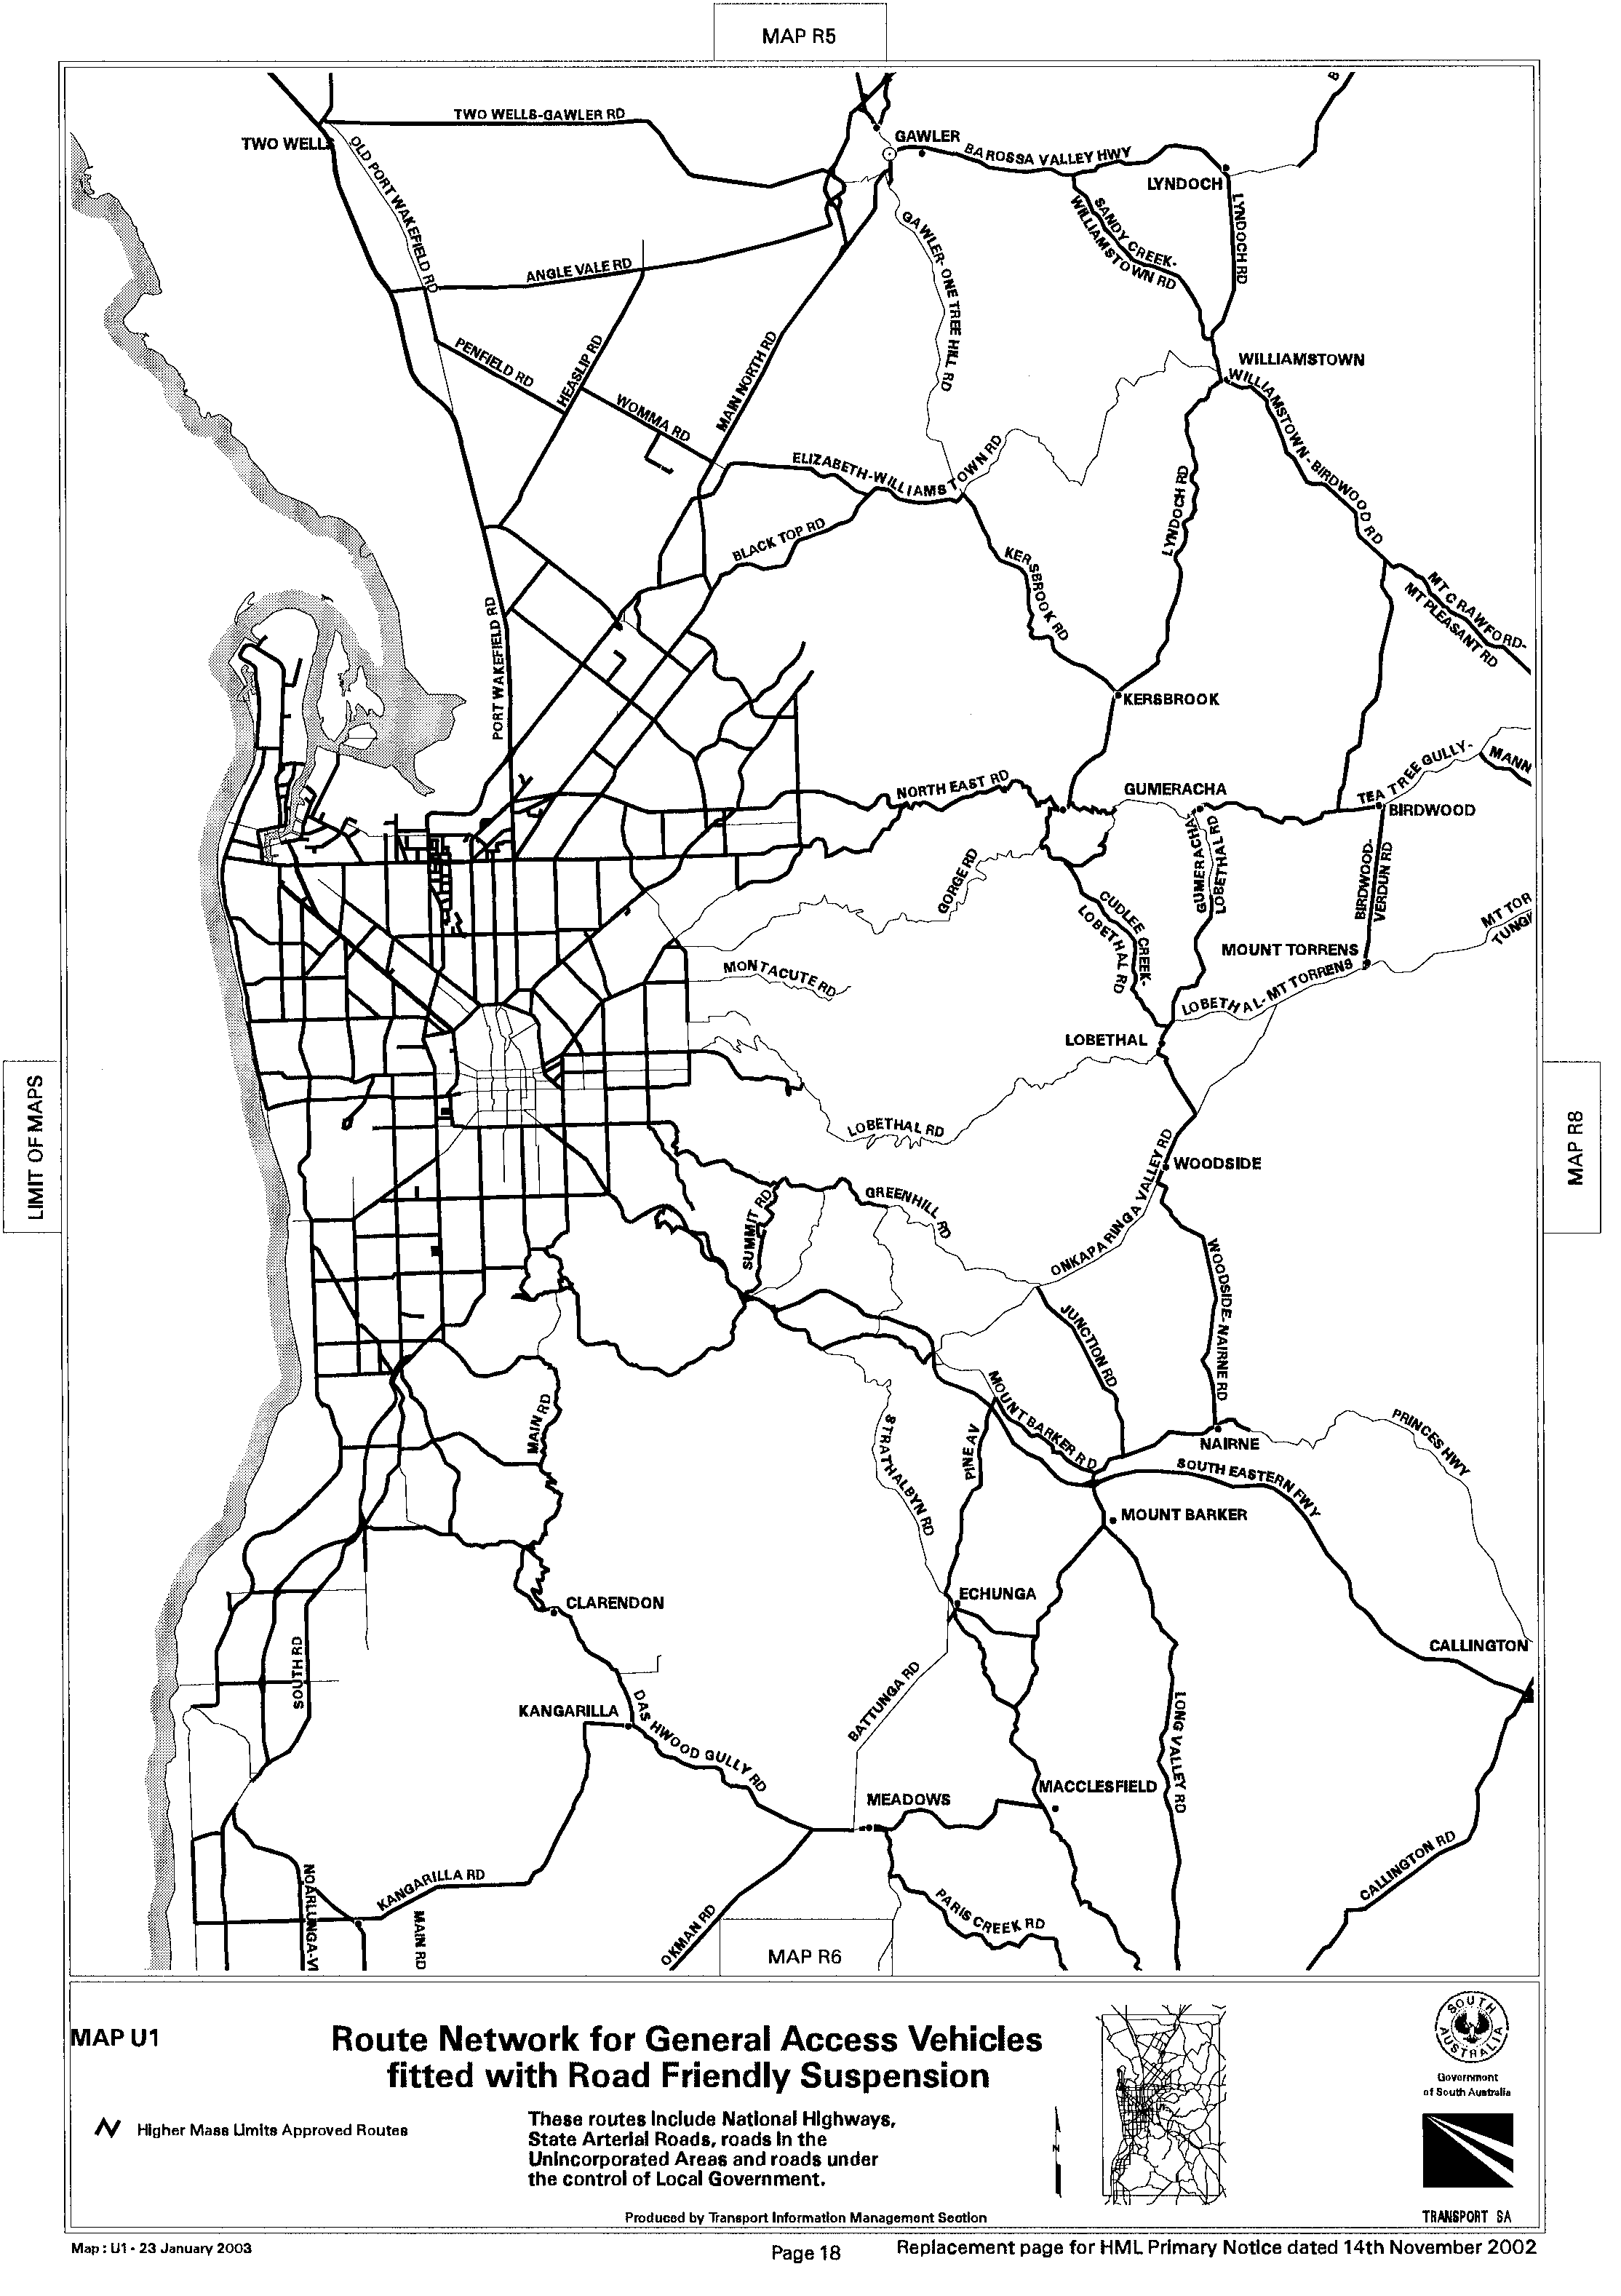 MAP R5
TWO WELLS-GAWLER RD
TWO WELLS
GAWLER
BAROSSA VALLEY HWY
LYNDOCH
OLD PORT WAKEFIELD RD
SANDY CREEK-
WILLIAMSTOWN RD
LYNDOCH RD
GAWLER-ONE TREE HILL RD
ANGLE VALE RD
PENFIELD RD
HEASLIP RD
WOMMA RD
MAIN NORTH RD
WILLIAMSTOWN
WILLIAMSTOWN-BIRDWOOD RD
ELIZABETH-WILLIAMSTOWN RD
LYNDOCH RD
BLACK TOP RD
KERSBROOK RD
MT CRAWFORD-
MT PLEASANT RD
PORT WAKEFIELD RD
KERSBROOK
NORTH EAST RD
GUMERACHA
TEA TREE GULLY-
MANN
BIRDWOOD
GORGE RD
GUMERACHA-
LOBETHAL RD
BIRDWOOD-
VERDUN RD
CUDLEE CREEK-
LOBETHAL RD
MT TOR
TUNG
MOUNT TORRENS
MONTACUTE RD
LOBETHAL-MT TORRENS
LOBETHAL
LIMIT OF MAPS
MAP R8
LOBETHAL RD
WOODSIDE
ONKAPARINGA VALLEY RD
SUMMIT RD
GREENHILL RD
WOODSIDE-NAIRNE RD
JUNCTION RD
MAIN RD
STRATHALBYN RD
PINE AV
MOUNT BARKER RD
NAIRNE
PRINCES HWY
SOUTH EASTERN FWY
MOUNT BARKER
CLARENDON
ECHUNGA
CALLINGTON
SOUTH RD
KANGARILLA
DASHWOOD GULLY RD
BATTUNGA RD
LONG VALLEY RD
MEADOWS
MACCLESFIELD
CALLINGTON RD
NOARLUNGA-VI
KANGARILLA RD
MAIN RD
OKMAN RD
PARIS CREEK RD
MAP R6
MAP U1
Route Network for General Access Vehicles
fitted with Road Friendly Suspension
Higher Mass Limits Approved Routes
These routes include National Highways,
State Arterial Roads, roads in the
Unincorporated Areas and roads under
the control of Local Government.
N
SOUTH
AUSTRALIA
Government
of South Australia
TRANSPORT SA
Produced by Transport Information Management Section
Map : U1 - 23 January 2003
Page 18
Replacement page for HML Primary Notice dated 14th November 2002